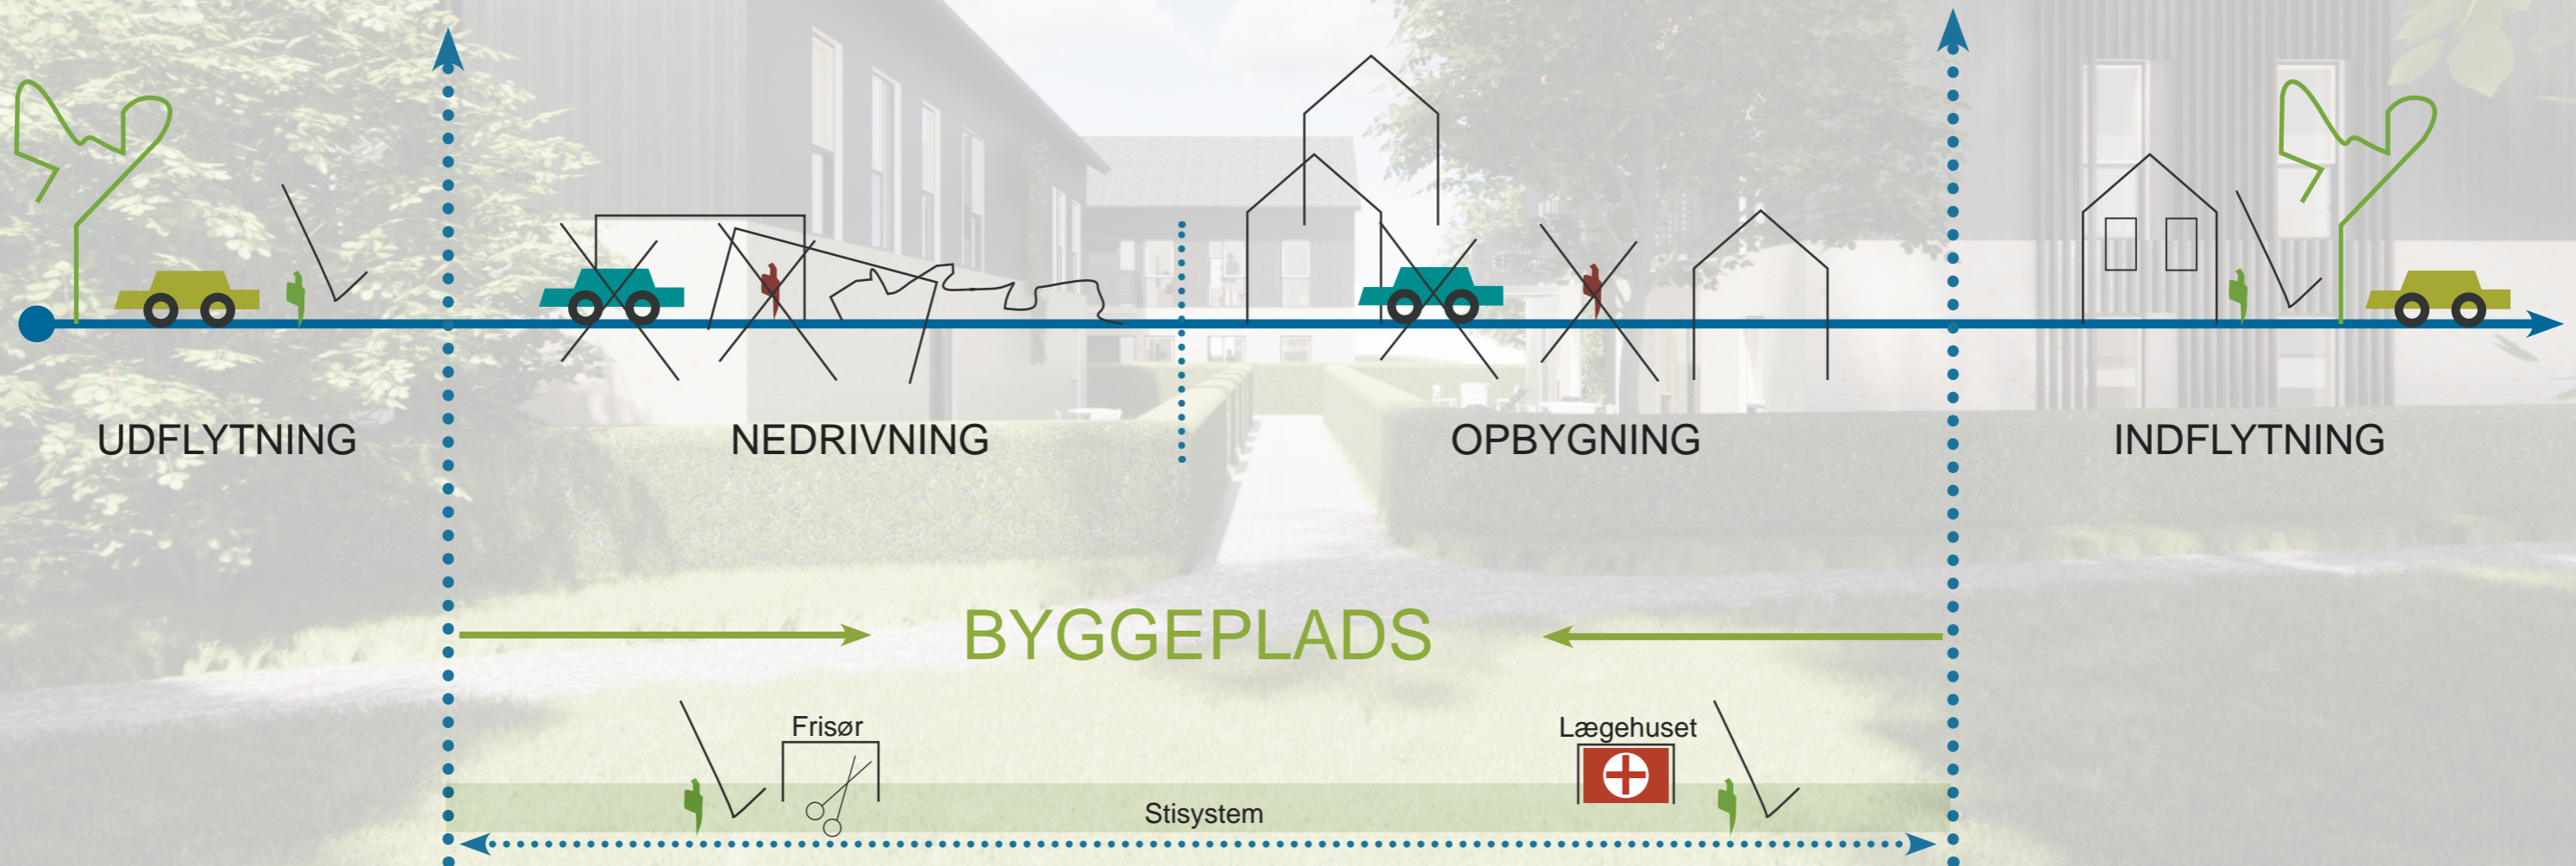 UDFLYTNING
NEDRIVNING
OPBYGNING
INDFLYTNING
BYGGEPLADS
Frisør
Lægehuset
Stisystem